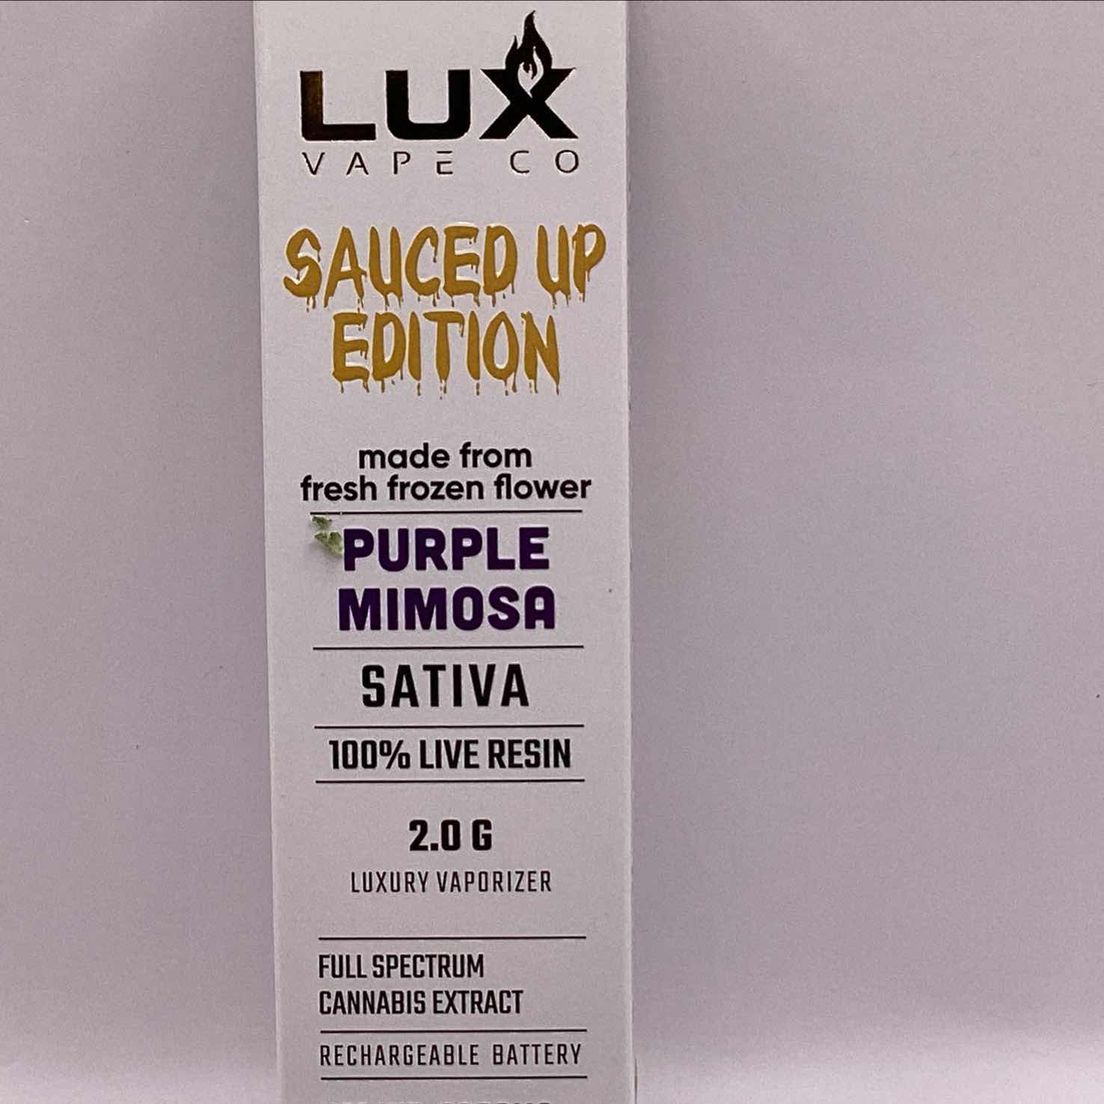 LUX
VAPE CO
SAUCED UP
EDITION
made from
fresh frozen flower
PURPLE
MIMOSA
SATIVA
100% LIVE RESIN
2.0 G
LUXURY VAPORIZER
FULL SPECTRUM
CANNABIS EXTRACT
RECHARGEABLE BATTERY